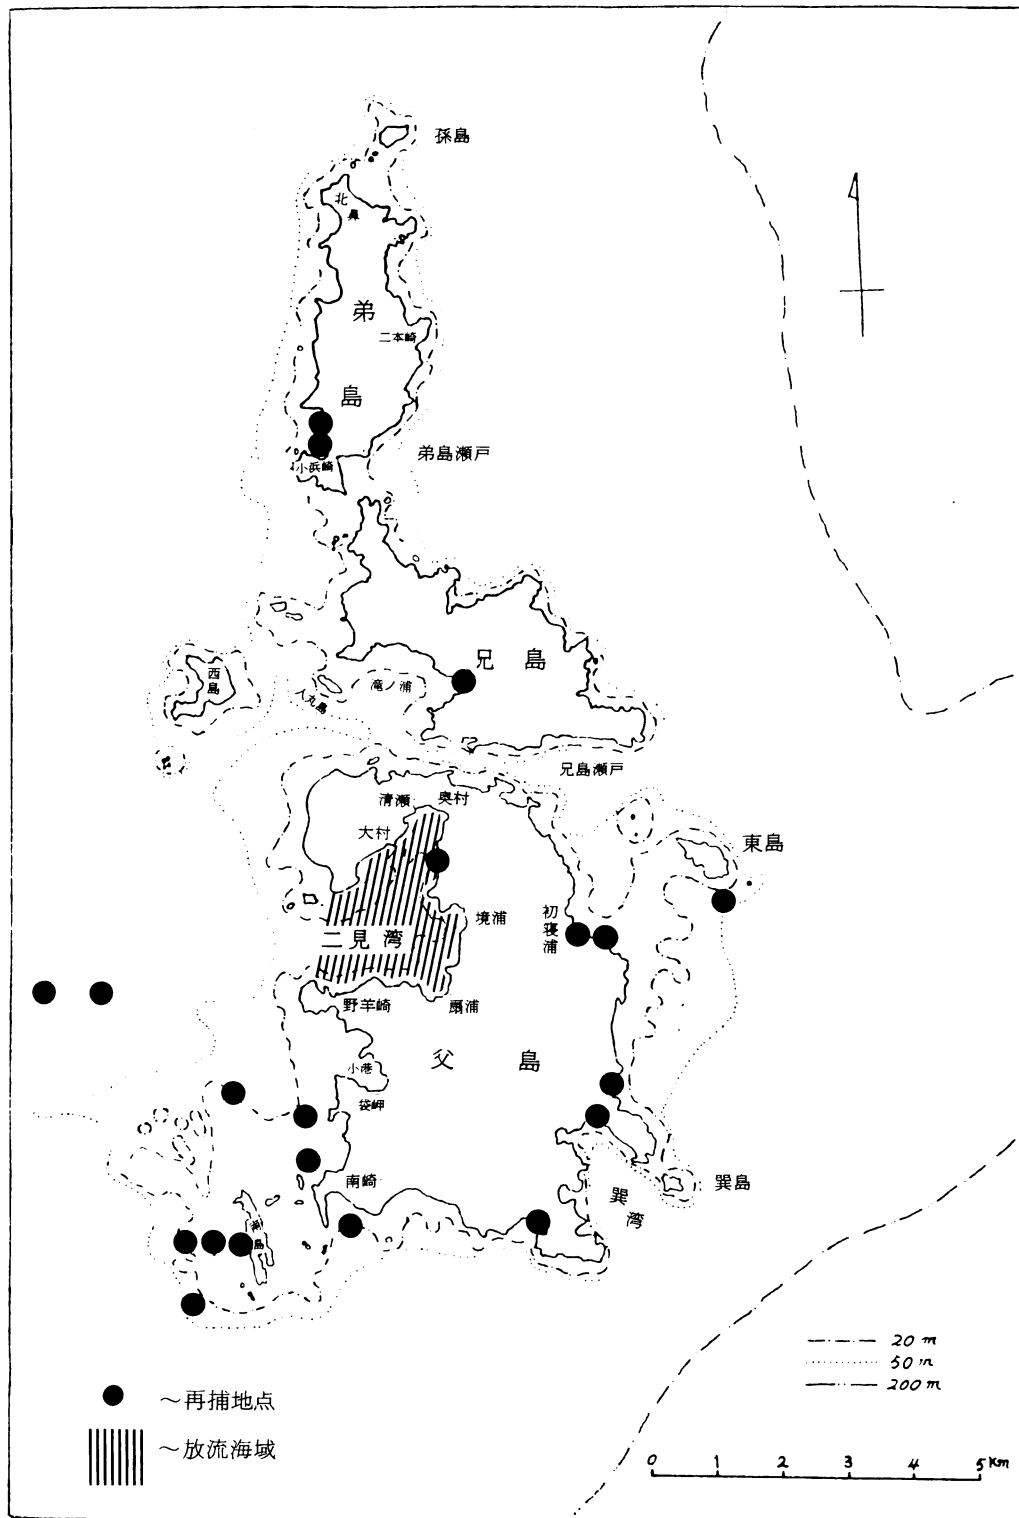 孫島
北鼻
弟島
二本崎
弟島瀬戸
小浜崎
兄島
西島
滝ノ浦
人丸島
兄島瀬戸
清瀬
奥村
大村
東島
境浦
初寝浦
二見湾
野羊崎
扇浦
父島
小港
袋岬
南崎
巽島
巽湾
南島
20m
50m
200m
～再捕地点
～放流海域
0 1 2 3 4 5 Km